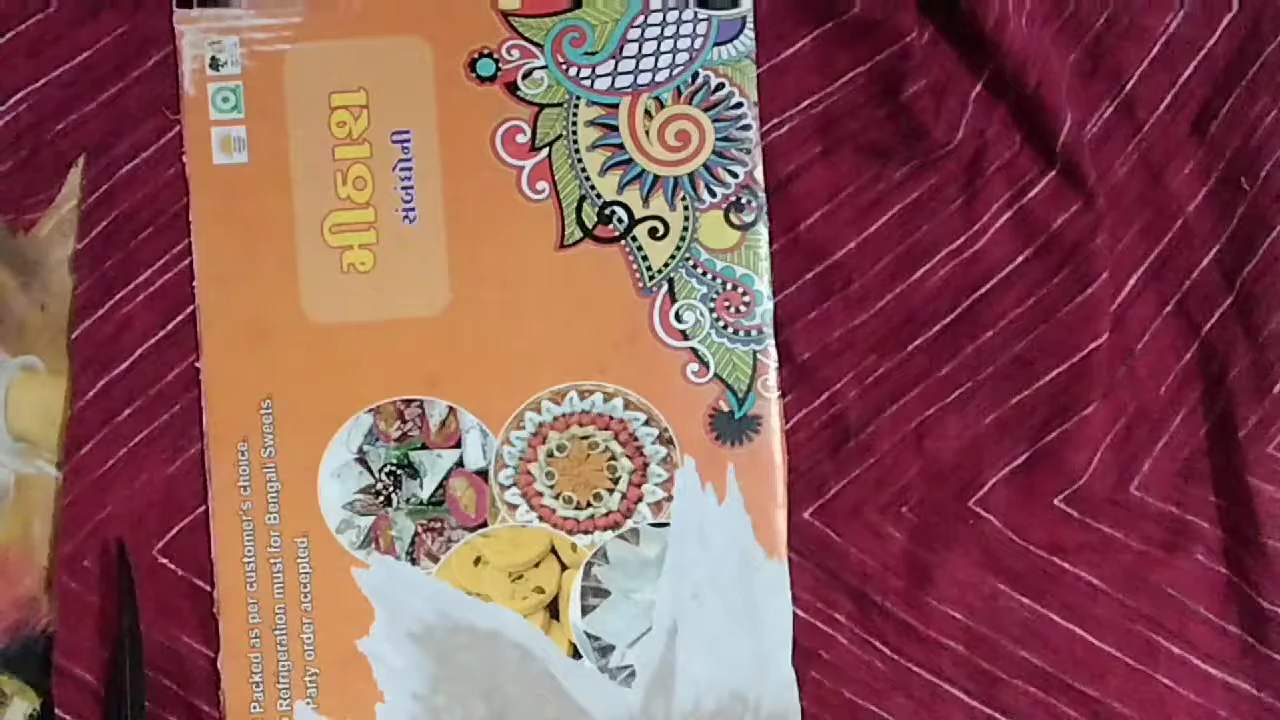 મીઠાશ
સંબંધોની
Packed as per customer's choice.
Refrigeration must for Bengali Sweets.
Party order accepted.